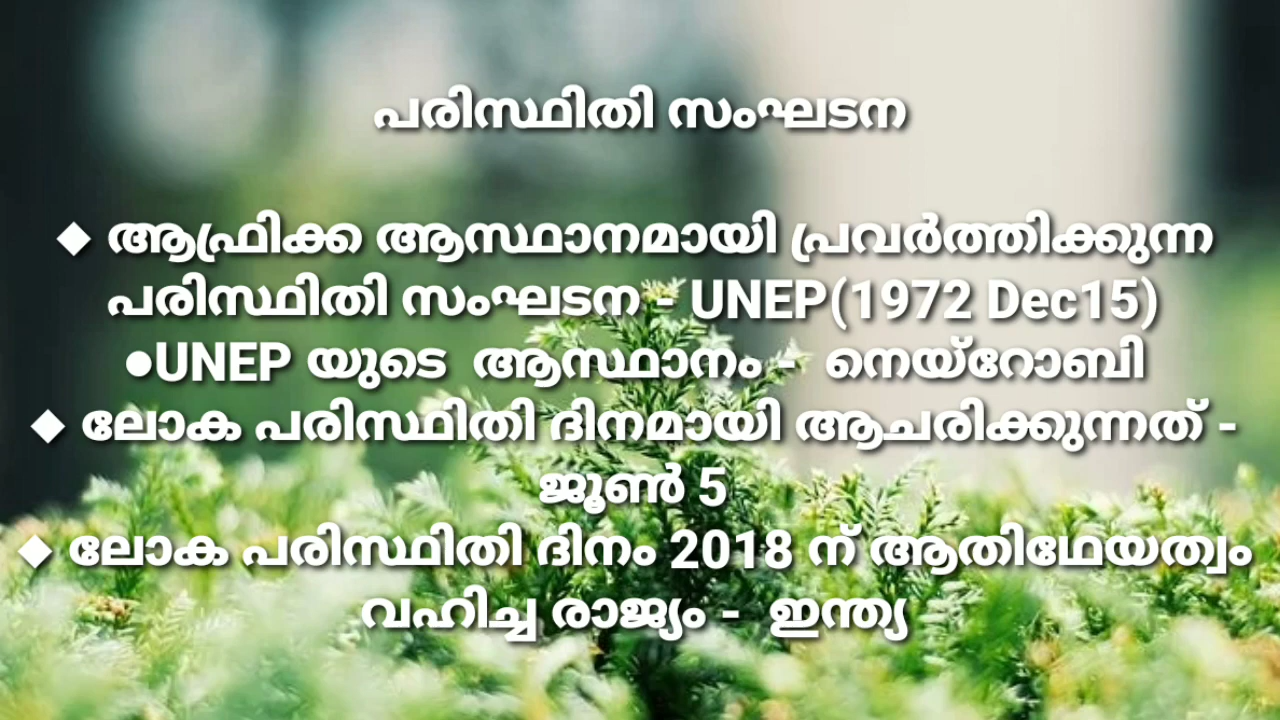 പരിസ്ഥിതി സംഘടന
◆ ആഫ്രിക്ക ആസ്ഥാനമായി പ്രവർത്തിക്കുന്ന
പരിസ്ഥിതി സംഘടന - UNEP(1972 Dec15)
●UNEP യുടെ ആസ്ഥാനം - നെയ്റോബി
◆ ലോക പരിസ്ഥിതി ദിനമായി ആചരിക്കുന്നത് -
ജൂൺ 5
◆ ലോക പരിസ്ഥിതി ദിനം 2018 ന് ആതിഥേയത്വം
വഹിച്ച രാജ്യം - ഇന്ത്യ